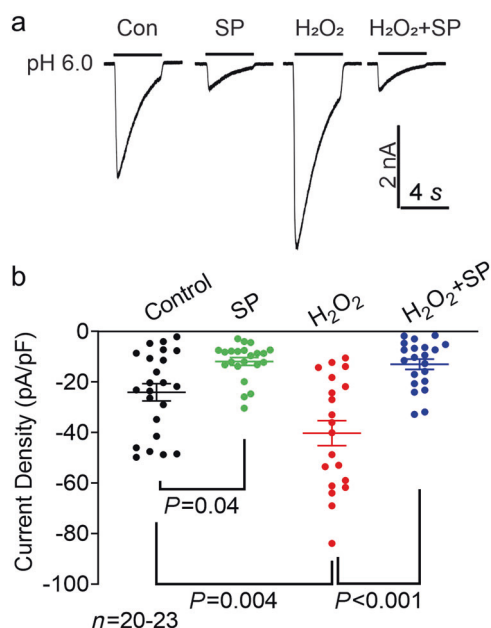 a
Con SP H₂O₂ H₂O₂+SP
pH 6.0
2 nA
4 s
b
Control SP H₂O₂ H₂O₂+SP
Current Density (pA/pF)
0
-20
-40
-60
-80
-100
P=0.04
P=0.004 P<0.001
n=20-23